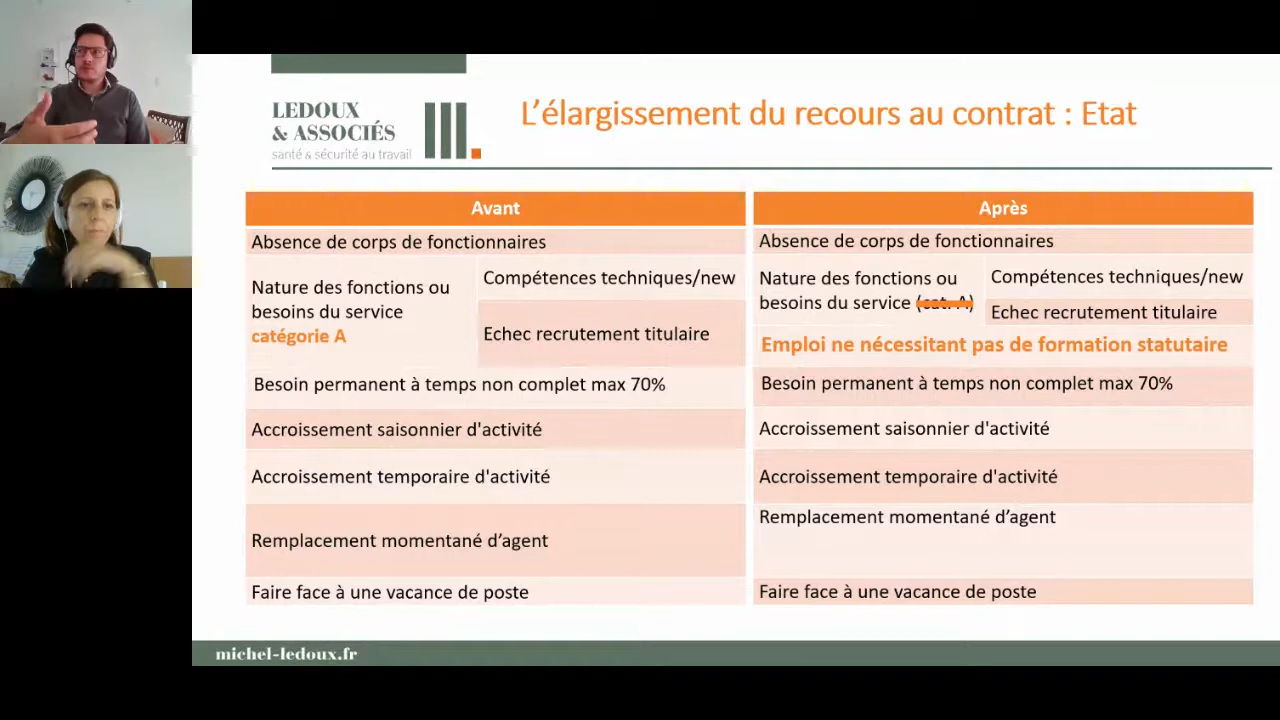 LEDOUX
& ASSOCIÉS
santé & sécurité au travail
L’élargissement du recours au contrat : Etat
Avant
Absence de corps de fonctionnaires
Nature des fonctions ou
besoins du service
catégorie A
Compétences techniques/new
Echec recrutement titulaire
Besoin permanent à temps non complet max 70%
Accroissement saisonnier d'activité
Accroissement temporaire d'activité
Remplacement momentané d’agent
Faire face à une vacance de poste
Après
Absence de corps de fonctionnaires
Nature des fonctions ou
besoins du service (cat. A)
Compétences techniques/new
Echec recrutement titulaire
Emploi ne nécessitant pas de formation statutaire
Besoin permanent à temps non complet max 70%
Accroissement saisonnier d'activité
Accroissement temporaire d'activité
Remplacement momentané d’agent
Faire face à une vacance de poste
michel-ledoux.fr